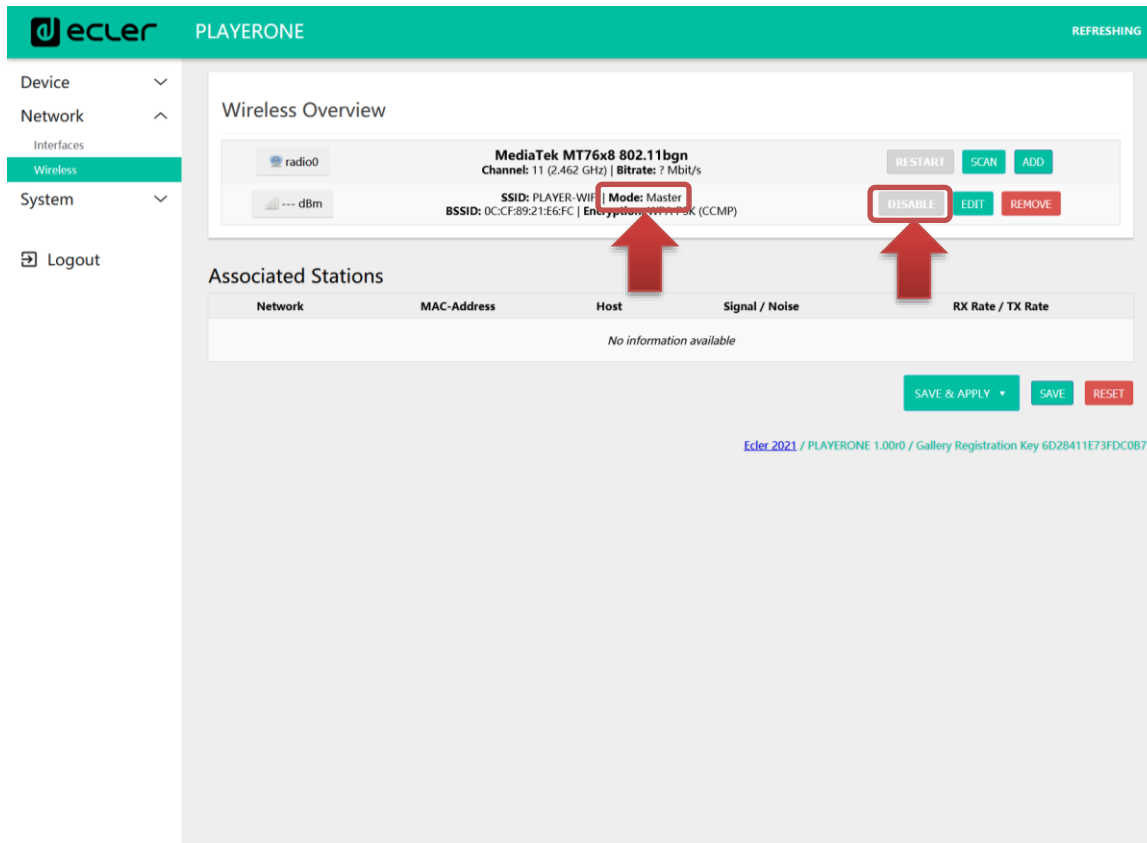 ecler PLAYERONE REFRESHING
Device
Network
Interfaces
Wireless
System
Logout
Wireless Overview
radio0
MediaTek MT76x8 802.11bgn
Channel: 11 (2.462 GHz) | Bitrate: ? Mbit/s
RESTART SCAN ADD
--- dBm
SSID: PLAYER-WIFI | Mode: Master
BSSID: 0C:CF:89:21:E6:FC | Encryption: WPA PSK (CCMP)
DISABLE EDIT REMOVE
Associated Stations
Network MAC-Address Host Signal / Noise RX Rate / TX Rate
No information available
SAVE & APPLY SAVE RESET
Ecler 2021 / PLAYERONE 1.00r0 / Gallery Registration Key 6D28411E73FDC0B7